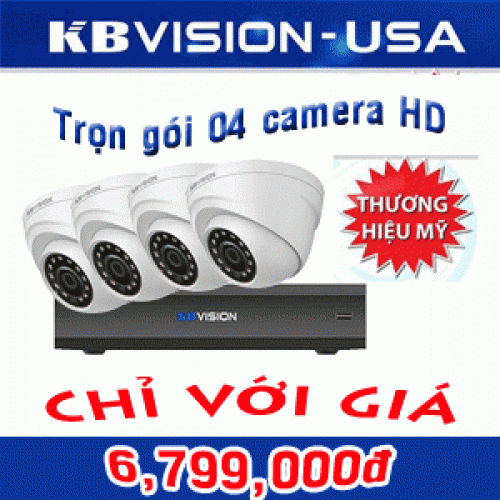 KBVISION-USA
Trọn gói 04 camera HD
THƯƠNG
HIỆU MỸ
KBVISION
CHỈ VỚI GIÁ
6,799,000đ